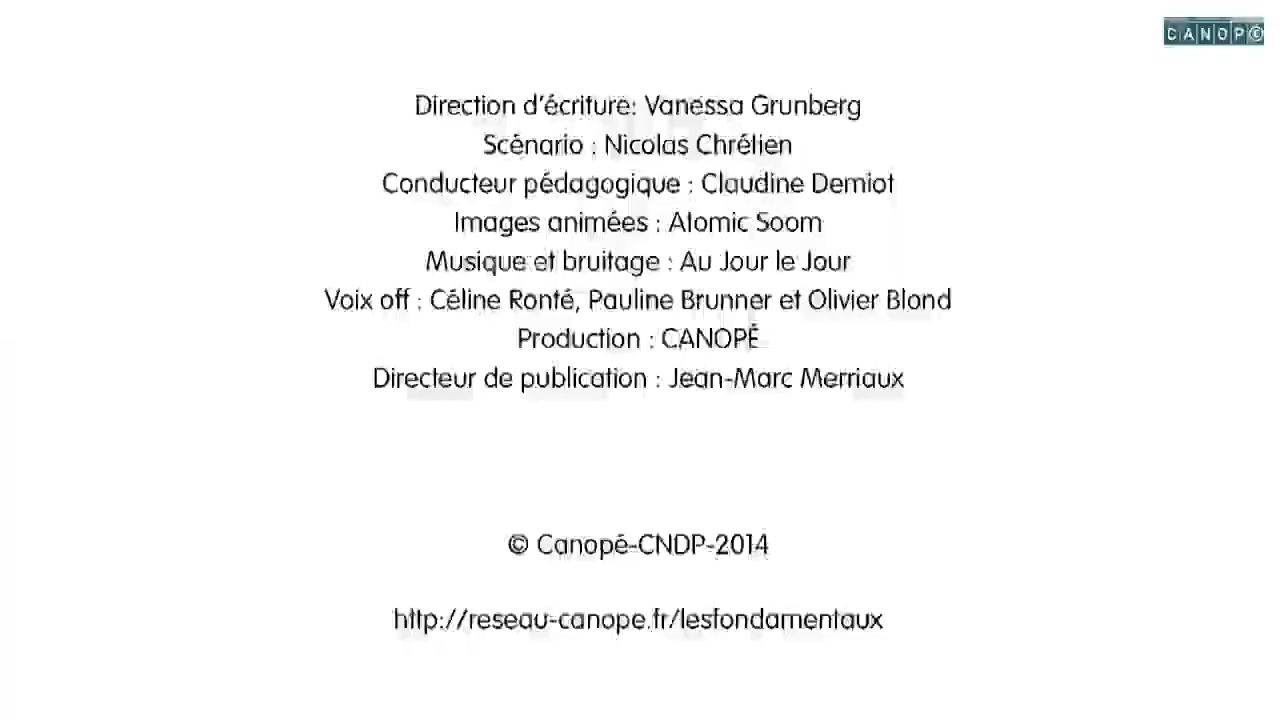 CANOPÉ
Direction d'écriture: Vanessa Grunberg
Scénario : Nicolas Chrétien
Conducteur pédagogique : Claudine Demiot
Images animées : Atomic Soom
Musique et bruitage : Au Jour le Jour
Voix off : Céline Ronté, Pauline Brunner et Olivier Blond
Production : CANOPÉ
Directeur de publication : Jean-Marc Merriaux
© Canopé-CNDP-2014
http://reseau-canope.fr/lesfondamentaux